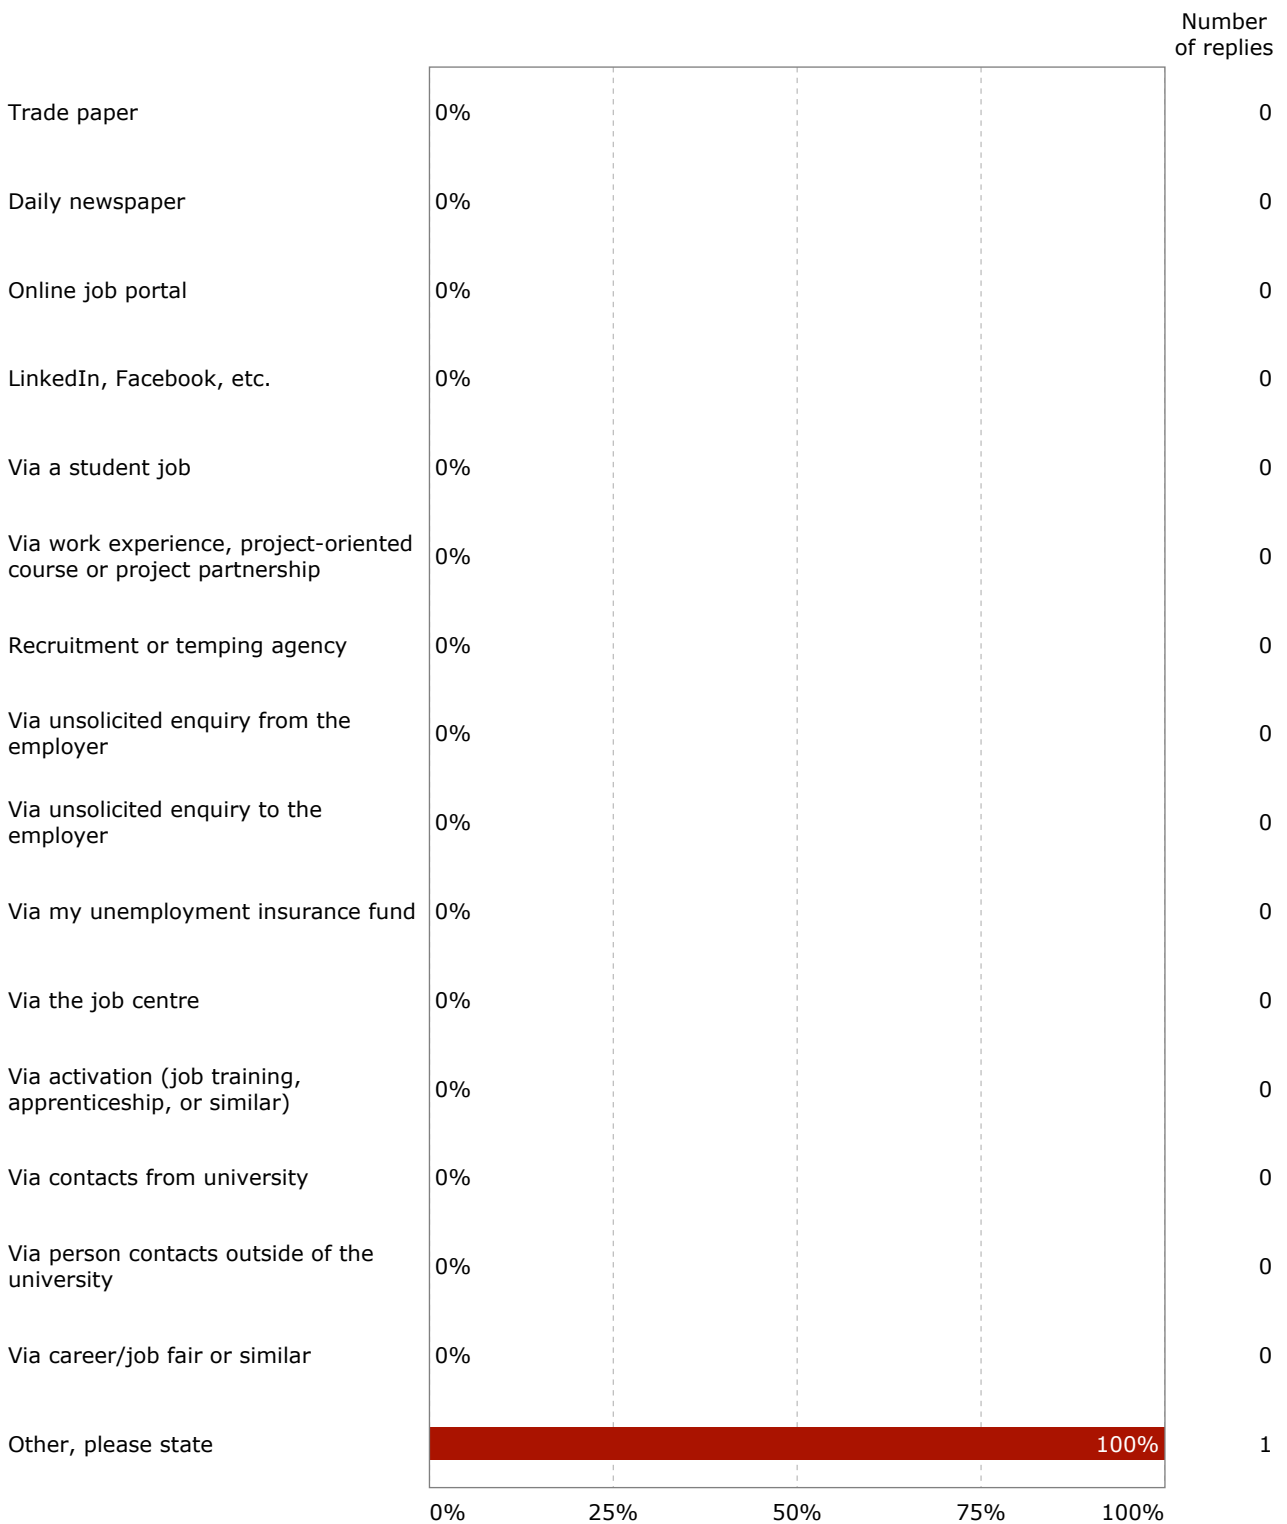 Number
of replies
Trade paper 0% 0
Daily newspaper 0% 0
Online job portal 0% 0
LinkedIn, Facebook, etc. 0% 0
Via a student job 0% 0
Via work experience, project-oriented
course or project partnership 0% 0
Recruitment or temping agency 0% 0
Via unsolicited enquiry from the
employer 0% 0
Via unsolicited enquiry to the
employer 0% 0
Via my unemployment insurance fund 0% 0
Via the job centre 0% 0
Via activation (job training,
apprenticeship, or similar) 0% 0
Via contacts from university 0% 0
Via person contacts outside of the
university 0% 0
Via career/job fair or similar 0% 0
Other, please state 100% 1
0% 25% 50% 75% 100%